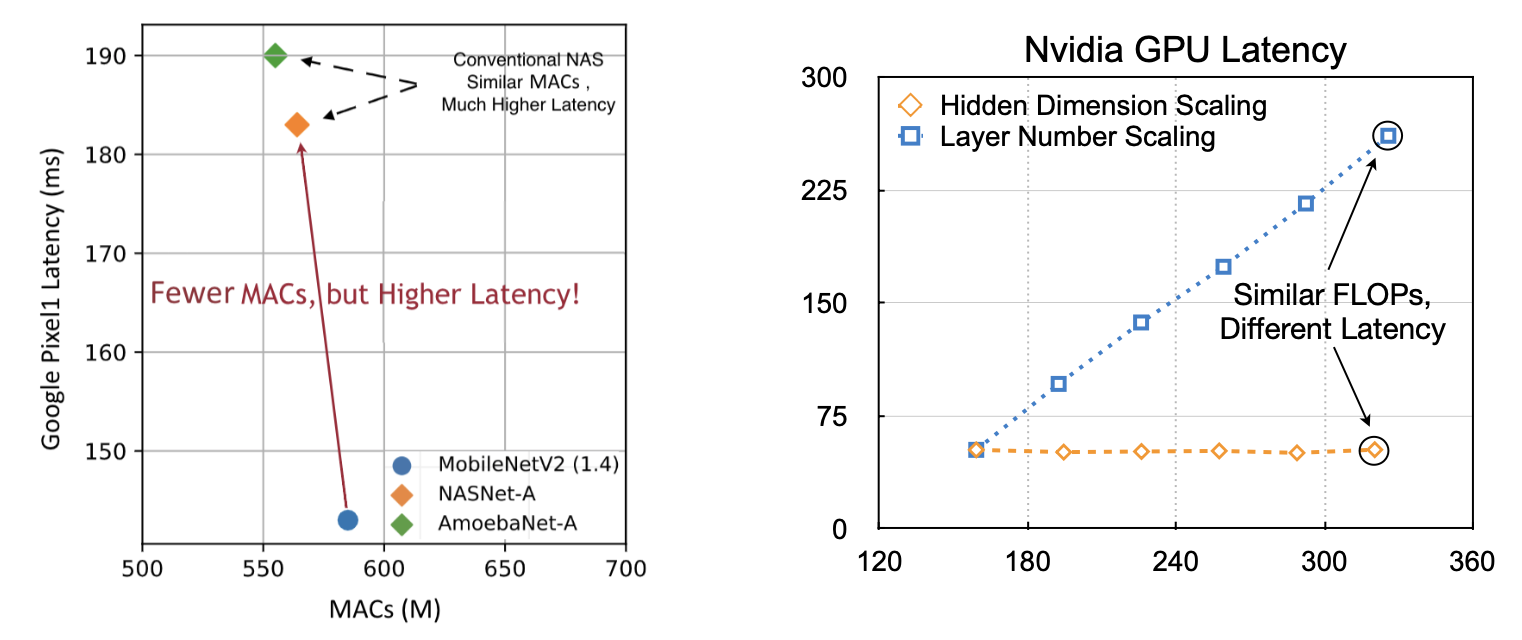 190
180
170
160
150
Google Pixel1 Latency (ms)
Conventional NAS
Similar MACs ,
Much Higher Latency
Fewer MACs, but Higher Latency!
MobileNetV2 (1.4)
NASNet-A
AmoebaNet-A
500 550 600 650 700
MACs (M)
Nvidia GPU Latency
300
225
150
75
0
Hidden Dimension Scaling
Layer Number Scaling
Similar FLOPs,
Different Latency
120 180 240 300 360